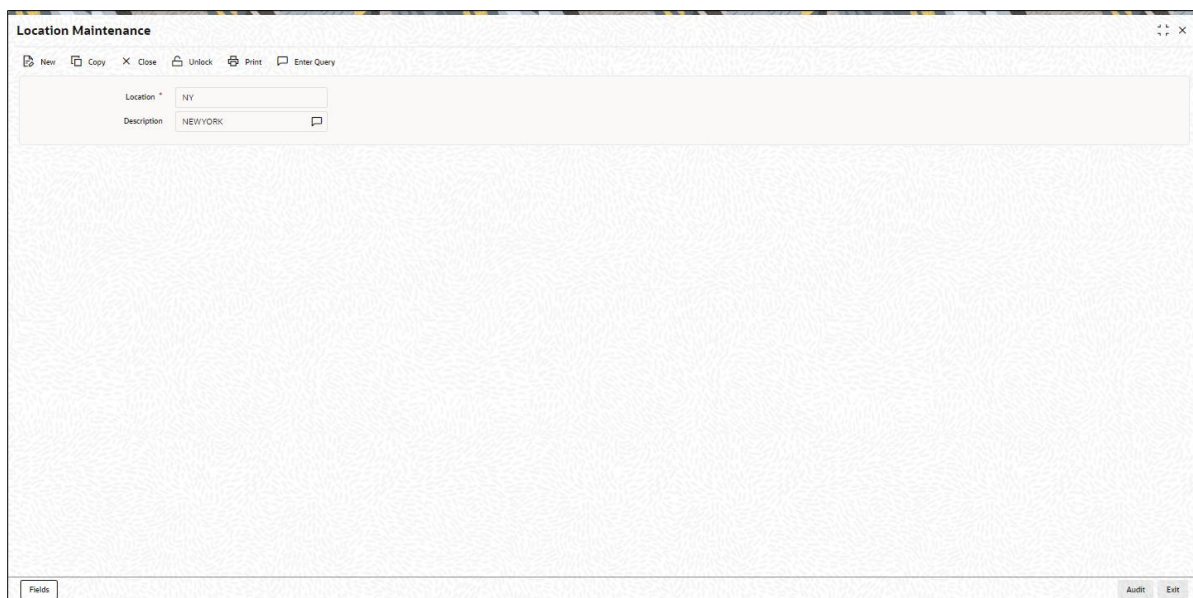 Location Maintenance
New Copy Close Unlock Print Enter Query
Location * NY
Description NEWYORK
Fields Audit Exit